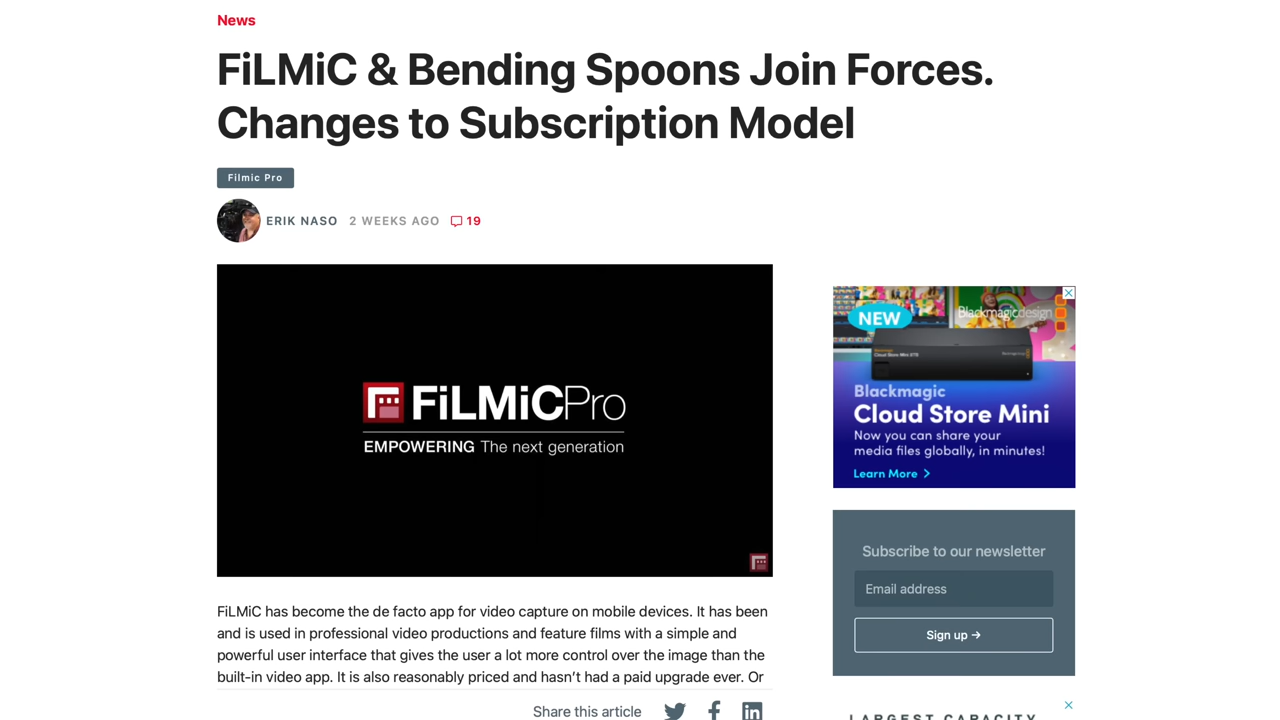 News
FiLMiC & Bending Spoons Join Forces.
Changes to Subscription Model
Filmic Pro
ERIK NASO 2 WEEKS AGO 19
FiLMiCPro
EMPOWERING The next generation
NEW
Blackmagicdesign
Blackmagic
Cloud Store Mini
Now you can share your
media files globally, in minutes!
Learn More >
Subscribe to our newsletter
Email address
Sign up →
FiLMiC has become the de facto app for video capture on mobile devices. It has been
and is used in professional video productions and feature films with a simple and
powerful user interface that gives the user a lot more control over the image than the
built-in video app. It is also reasonably priced and hasn’t had a paid upgrade ever. Or
Share this article
LARGEST CAPACITY